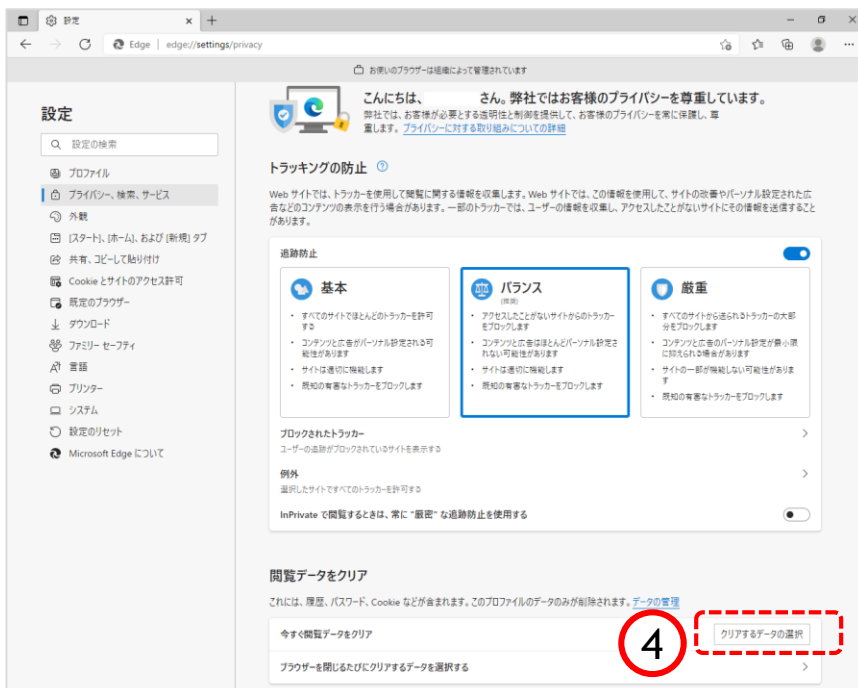 設定
Edge | edge://settings/privacy
お使いのブラウザーは組織によって管理されています
設定
設定の検索
プロファイル
プライバシー、検索、サービス
外観
[スタート]、[ホーム]、および [新規] タブ
共有、コピーして貼り付け
Cookie とサイトのアクセス許可
既定のブラウザー
ダウンロード
ファミリー セーフティ
言語
プリンター
システム
設定のリセット
Microsoft Edge について
こんにちは、 さん。弊社ではお客様のプライバシーを尊重しています。
弊社では、お客様が必要とする透明性と制御を提供して、お客様のプライバシーを常に保護し、尊
重します。プライバシーに対する取り組みについての詳細
トラッキングの防止
Web サイトでは、トラッカーを使用して閲覧に関する情報を収集します。Web サイトでは、この情報を使用して、サイトの改善やパーソナル設定された広
告などのコンテンツの表示を行う場合があります。一部のトラッカーでは、ユーザーの情報を収集し、アクセスしたことがないサイトにその情報を送信すること
があります。
追跡防止
基本
すべてのサイトでほとんどのトラッカーを許可
する
コンテンツと広告がパーソナル設定される可
能性があります
サイトは適切に機能します
既知の有害なトラッカーをブロックします
バランス
(推奨)
アクセスしたことがないサイトからのトラッカー
をブロックします
コンテンツと広告はほとんどパーソナル設定さ
れない可能性があります
サイトは適切に機能します
既知の有害なトラッカーをブロックします
厳重
すべてのサイトから送られるトラッカーの大部
分をブロックします
コンテンツと広告のパーソナル設定が最小限
に抑えられる場合があります
サイトの一部が機能しない可能性がありま
す
既知の有害なトラッカーをブロックします
ブロックされたトラッカー
ユーザーの追跡がブロックされているサイトを表示する
例外
選択したサイトですべてのトラッカーを許可する
InPrivate で閲覧するときは、常に "厳密" な追跡防止を使用する
閲覧データをクリア
これには、履歴、パスワード、Cookie などが含まれます。このプロファイルのデータのみが削除されます。データの管理
今すぐ閲覧データをクリア
4
クリアするデータの選択
ブラウザーを閉じるたびにクリアするデータを選択する